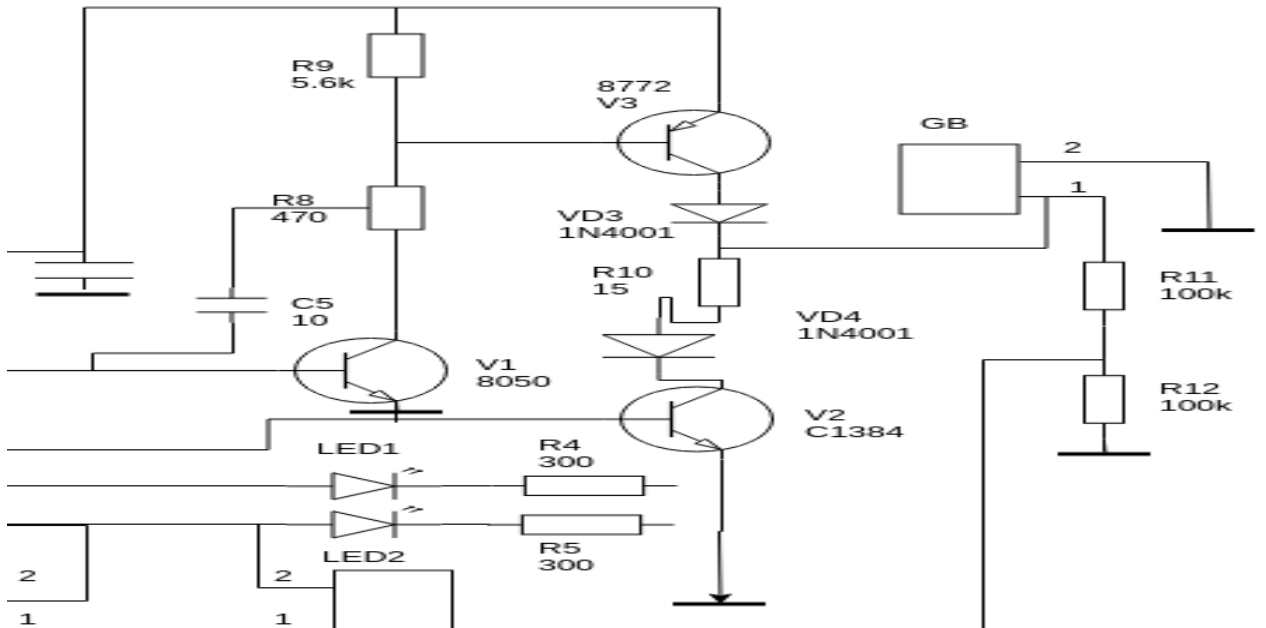 R9
5.6k
8772
V3
GB
2
1
R8
470
VD3
1N4001
R10
15
R11
100k
C5
10
VD4
1N4001
V1
8050
R12
100k
V2
C1384
LED1
R4
300
LED2
R5
300
2
1
2
1